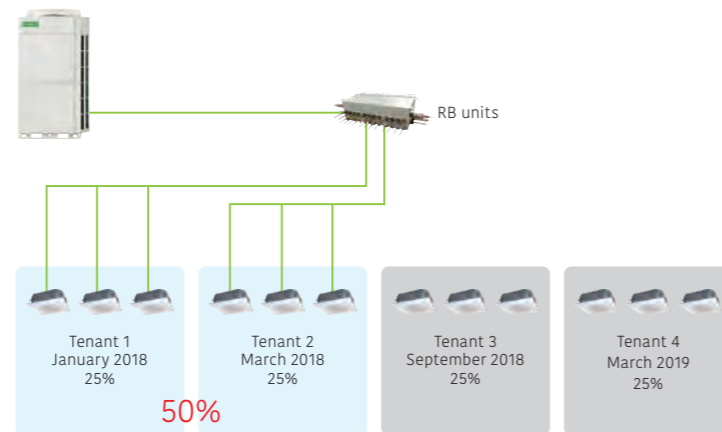 RB units
Tenant 1
January 2018
25%
Tenant 2
March 2018
25%
Tenant 3
September 2018
25%
Tenant 4
March 2019
25%
50%